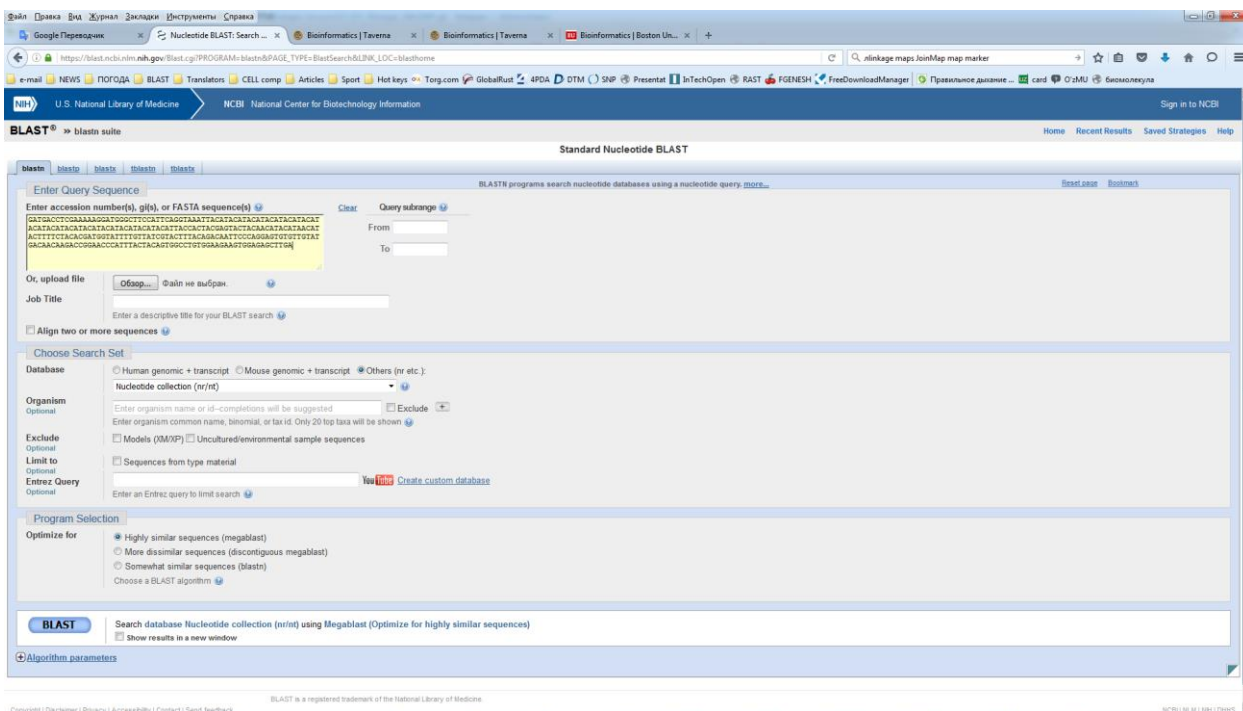 Файл Правка Вид Журнал Закладки Инструменты Справка
Google Переводчик × Nucleotide BLAST: Search ... × Bioinformatics | Taverna × Bioinformatics | Taverna × BU Bioinformatics | Boston Un... × +
https://blast.ncbi.nlm.nih.gov/Blast.cgi?PROGRAM=blastn&PAGE_TYPE=BlastSearch&LINK_LOC=blasthome linkage maps JoinMap map marker
e-mail NEWS ПОГОДА BLAST Translators CELL comp Articles Sport Hot keys Torg.com GlobalRust 4PDA DTM SNP Presentat InTechOpen RAST FGENESH FreeDownloadManager Правильное дыхание ... card O'zMU биомолекула
NIH U.S. National Library of Medicine NCBI National Center for Biotechnology Information Sign in to NCBI
BLAST® » blastn suite Home Recent Results Saved Strategies Help
Standard Nucleotide BLAST
blastn blastp blastx tblastn tblastx
Enter Query Sequence BLASTN programs search nucleotide databases using a nucleotide query. more... Reset page Bookmark
Enter accession number(s), gi(s), or FASTA sequence(s) Clear Query subrange
From
To
Or, upload file Обзор... Файл не выбран.
Job Title
Enter a descriptive title for your BLAST search
Align two or more sequences
Choose Search Set
Database Human genomic + transcript Mouse genomic + transcript Others (nr etc.):
Nucleotide collection (nr/nt)
Organism
Optional
Enter organism name or id--completions will be suggested Exclude +
Enter organism common name, binomial, or tax id. Only 20 top taxa will be shown
Exclude
Optional
Models (XM/XP) Uncultured/environmental sample sequences
Limit to
Optional
Sequences from type material
Entrez Query
Optional
YouTube Create custom database
Enter an Entrez query to limit search
Program Selection
Optimize for Highly similar sequences (megablast)
More dissimilar sequences (discontiguous megablast)
Somewhat similar sequences (blastn)
Choose a BLAST algorithm
BLAST Search database Nucleotide collection (nr/nt) using Megablast (Optimize for highly similar sequences)
Show results in a new window
Algorithm parameters
BLAST is a registered trademark of the National Library of Medicine.
Copyright | Disclaimer | Privacy | Accessibility | Contact | Send feedback NCBI | NLM | NIH | DHHS